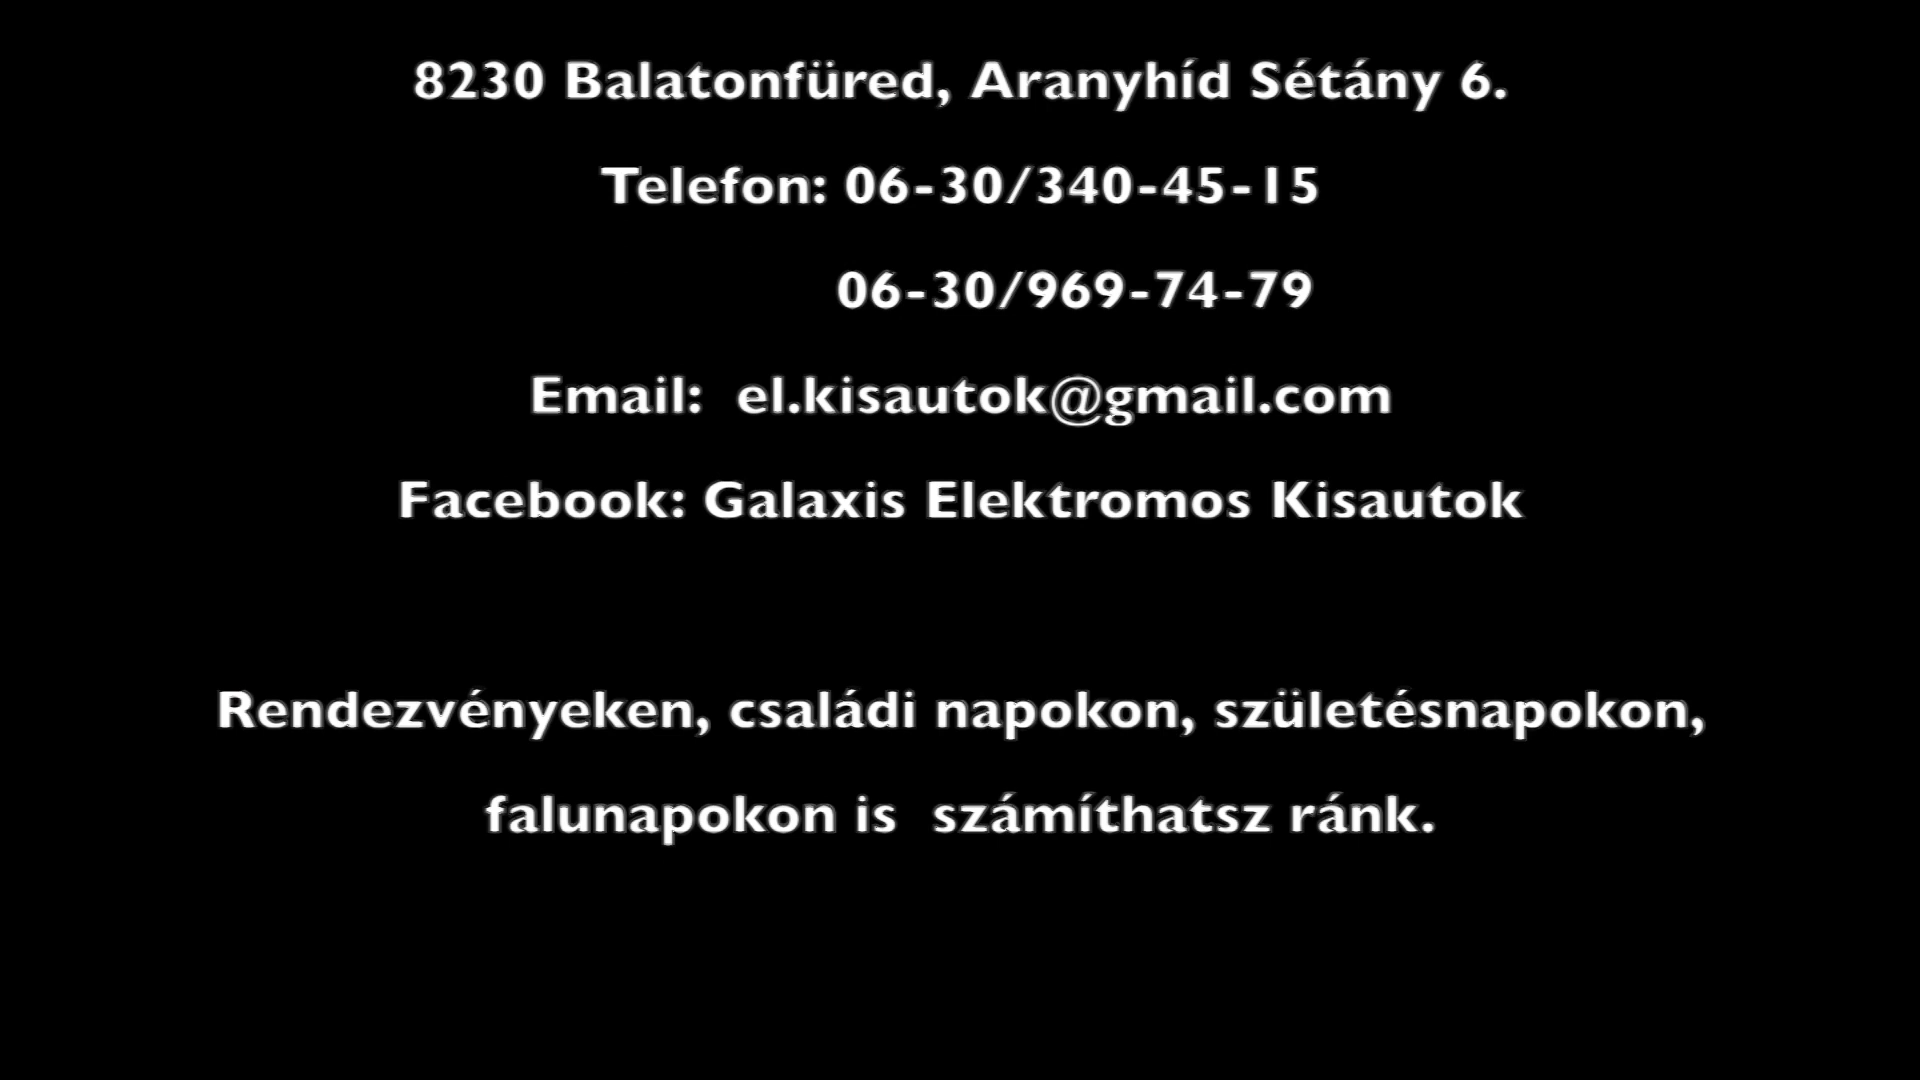 8230 Balatonfüred, Aranyhíd Sétány 6.
Telefon: 06-30/340-45-15
06-30/969-74-79
Email:  el.kisautok@gmail.com
Facebook: Galaxis Elektromos Kisautok
Rendezvényeken, családi napokon, születésnapokon,
falunapokon is  számíthatsz ránk.